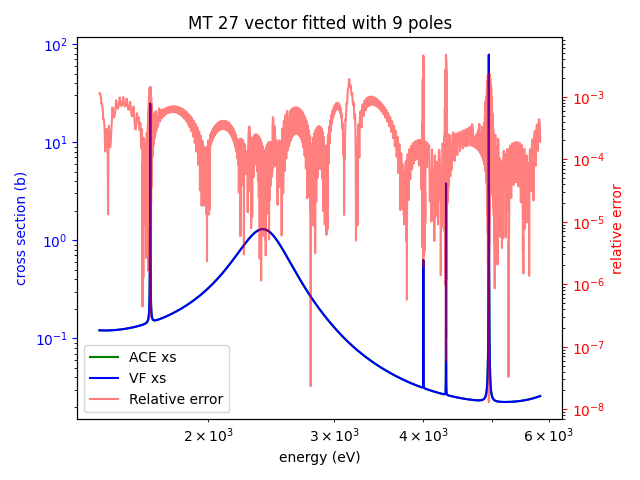 MT 27 vector fitted with 9 poles
10²
10¹
10⁰
10⁻¹
cross section (b)
10⁻³
10⁻⁴
10⁻⁵
10⁻⁶
10⁻⁷
10⁻⁸
relative error
ACE xs
VF xs
Relative error
2 × 10³
3 × 10³
4 × 10³
6 × 10³
energy (eV)